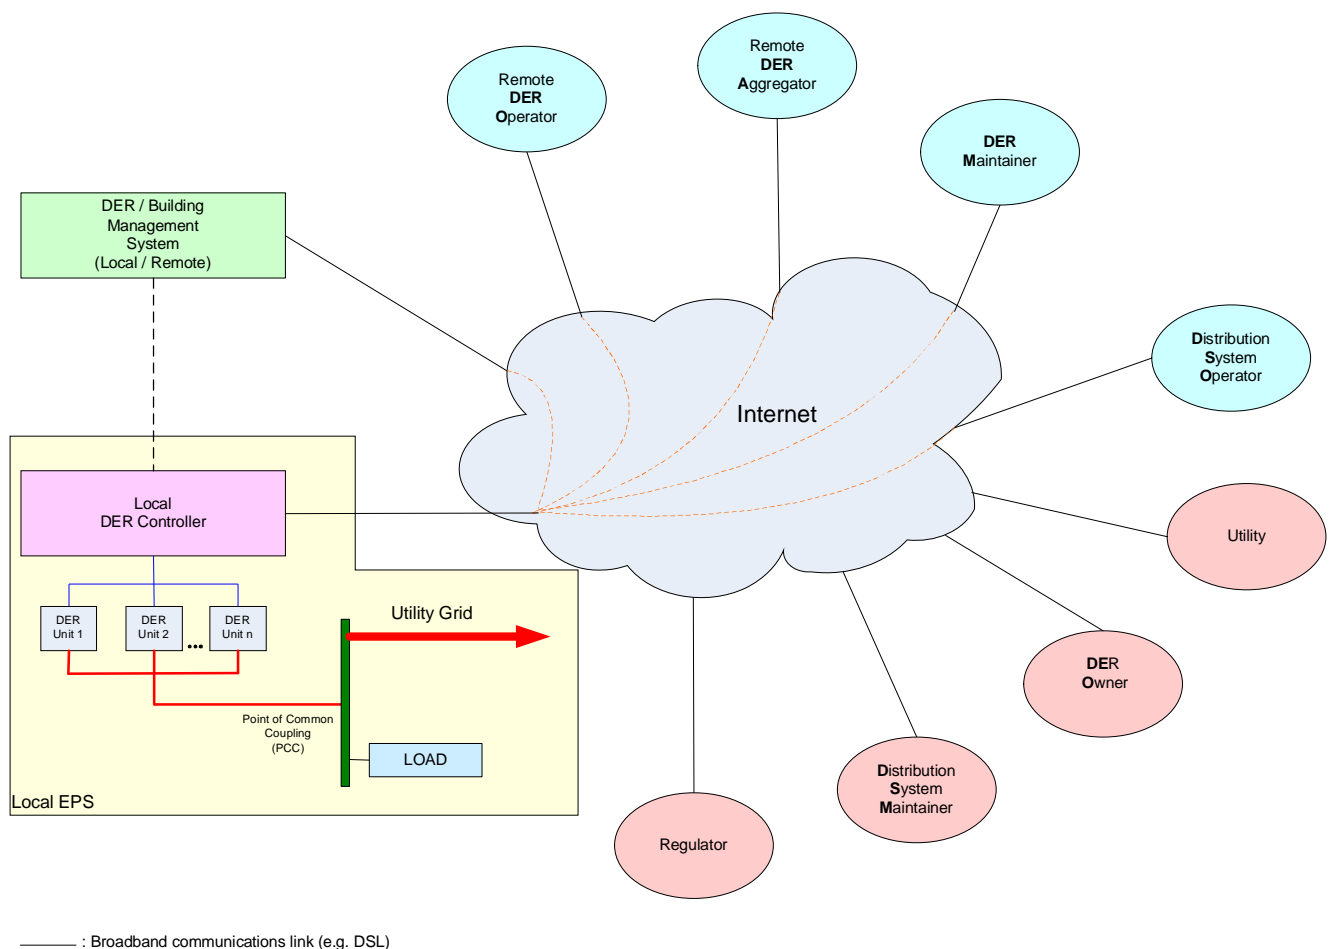 Remote
DER
Operator
Remote
DER
Aggregator
DER
Maintainer
DER / Building
Management
System
(Local / Remote)
Distribution
System
Operator
Internet
Local
DER Controller
Utility
DER
Unit 1
DER
Unit 2
...
DER
Unit n
Utility Grid
DER
Owner
Point of Common
Coupling
(PCC)
LOAD
Distribution
System
Maintainer
Local EPS
Regulator
: Broadband communications link (e.g. DSL)